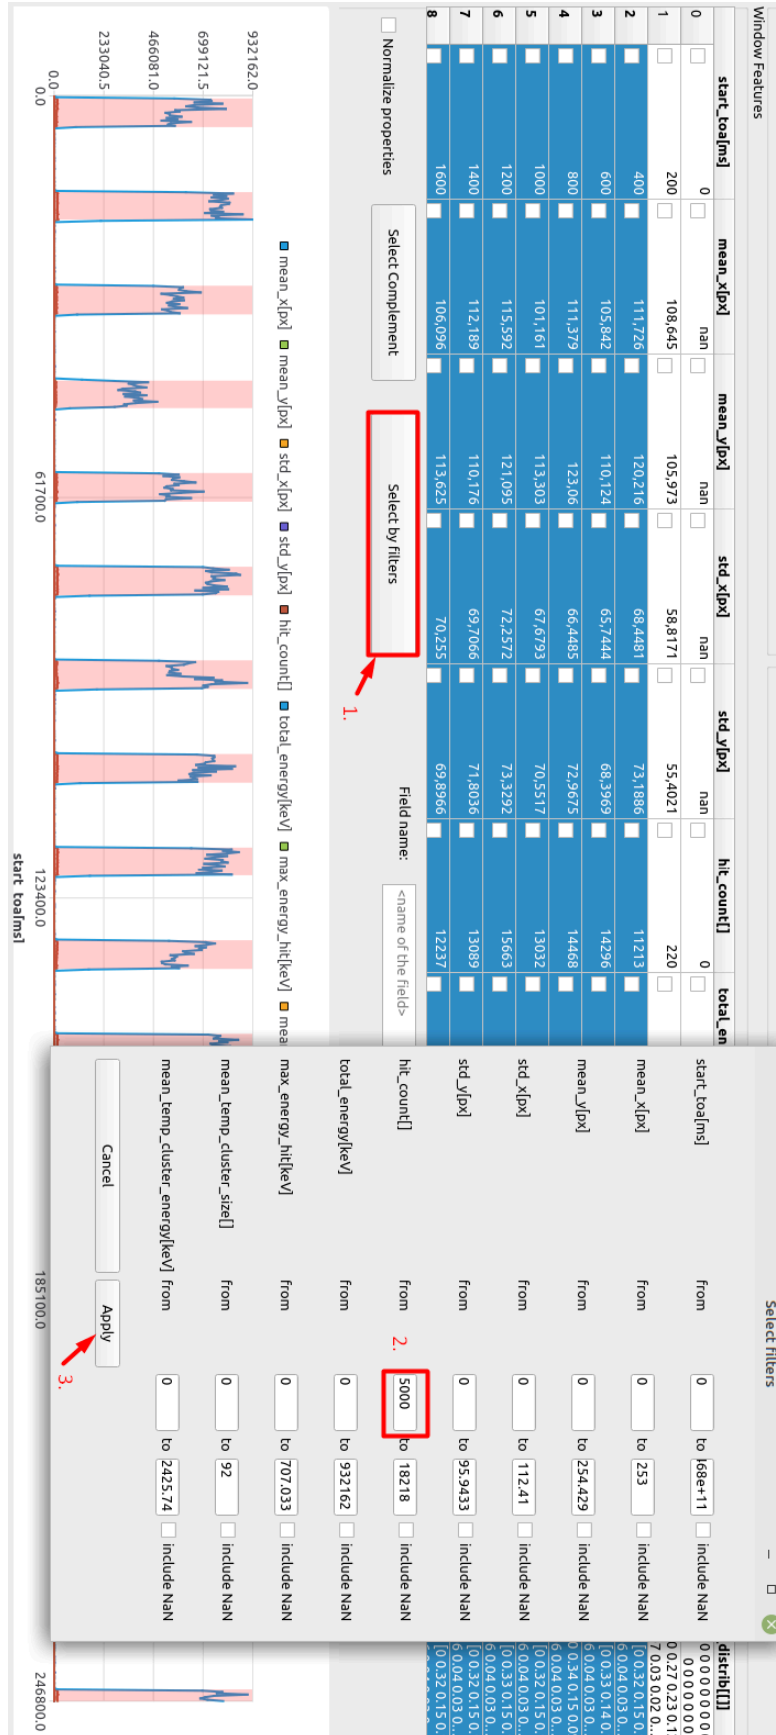 Window Features
start_toa[ms] mean_x[px] mean_y[px] std_x[px] std_y[px] hit_count[] total_en distrib[[]]
0 0 nan nan nan nan 0
1 200 108,645 105,973 58,8171 55,4021 220
2 400 111,726 120,216 68,4481 73,1886 11213
3 600 105,842 110,124 65,7444 68,3969 14296
4 800 111,379 123,06 66,4485 72,9675 14468
5 1000 101,161 113,303 67,6793 70,5517 13032
6 1200 115,592 121,095 72,2572 73,3292 15663
7 1400 112,189 110,176 69,7066 71,8036 13089
8 1600 106,096 113,625 70,255 69,8966 12237
Normalize properties
Select Complement
Select by filters
1.
Field name:
<name of the field>
mean_x[px] mean_y[px] std_x[px] std_y[px] hit_count[] total_energy[keV] max_energy_hit[keV] mea
932162.0
699121.5
466081.0
233040.5
0.0
0.0 61700.0 123400.0 185100.0 246800.0
start_toa[ms]
Select filters
start_toa[ms] from 0 to 168e+11
mean_x[px] from 0 to 253 include NaN
mean_y[px] from 0 to 254.429 include NaN
std_x[px] from 0 to 112.41 include NaN
std_y[px] from 0 to 95.9433 include NaN
hit_count[] from 5000 to 18218 include NaN
2.
total_energy[keV] from 0 to 932162 include NaN
max_energy_hit[keV] from 0 to 707.033 include NaN
mean_temp_cluster_size[] from 0 to 92 include NaN
mean_temp_cluster_energy[keV] from 0 to 2425.74 include NaN
Cancel
Apply
3.